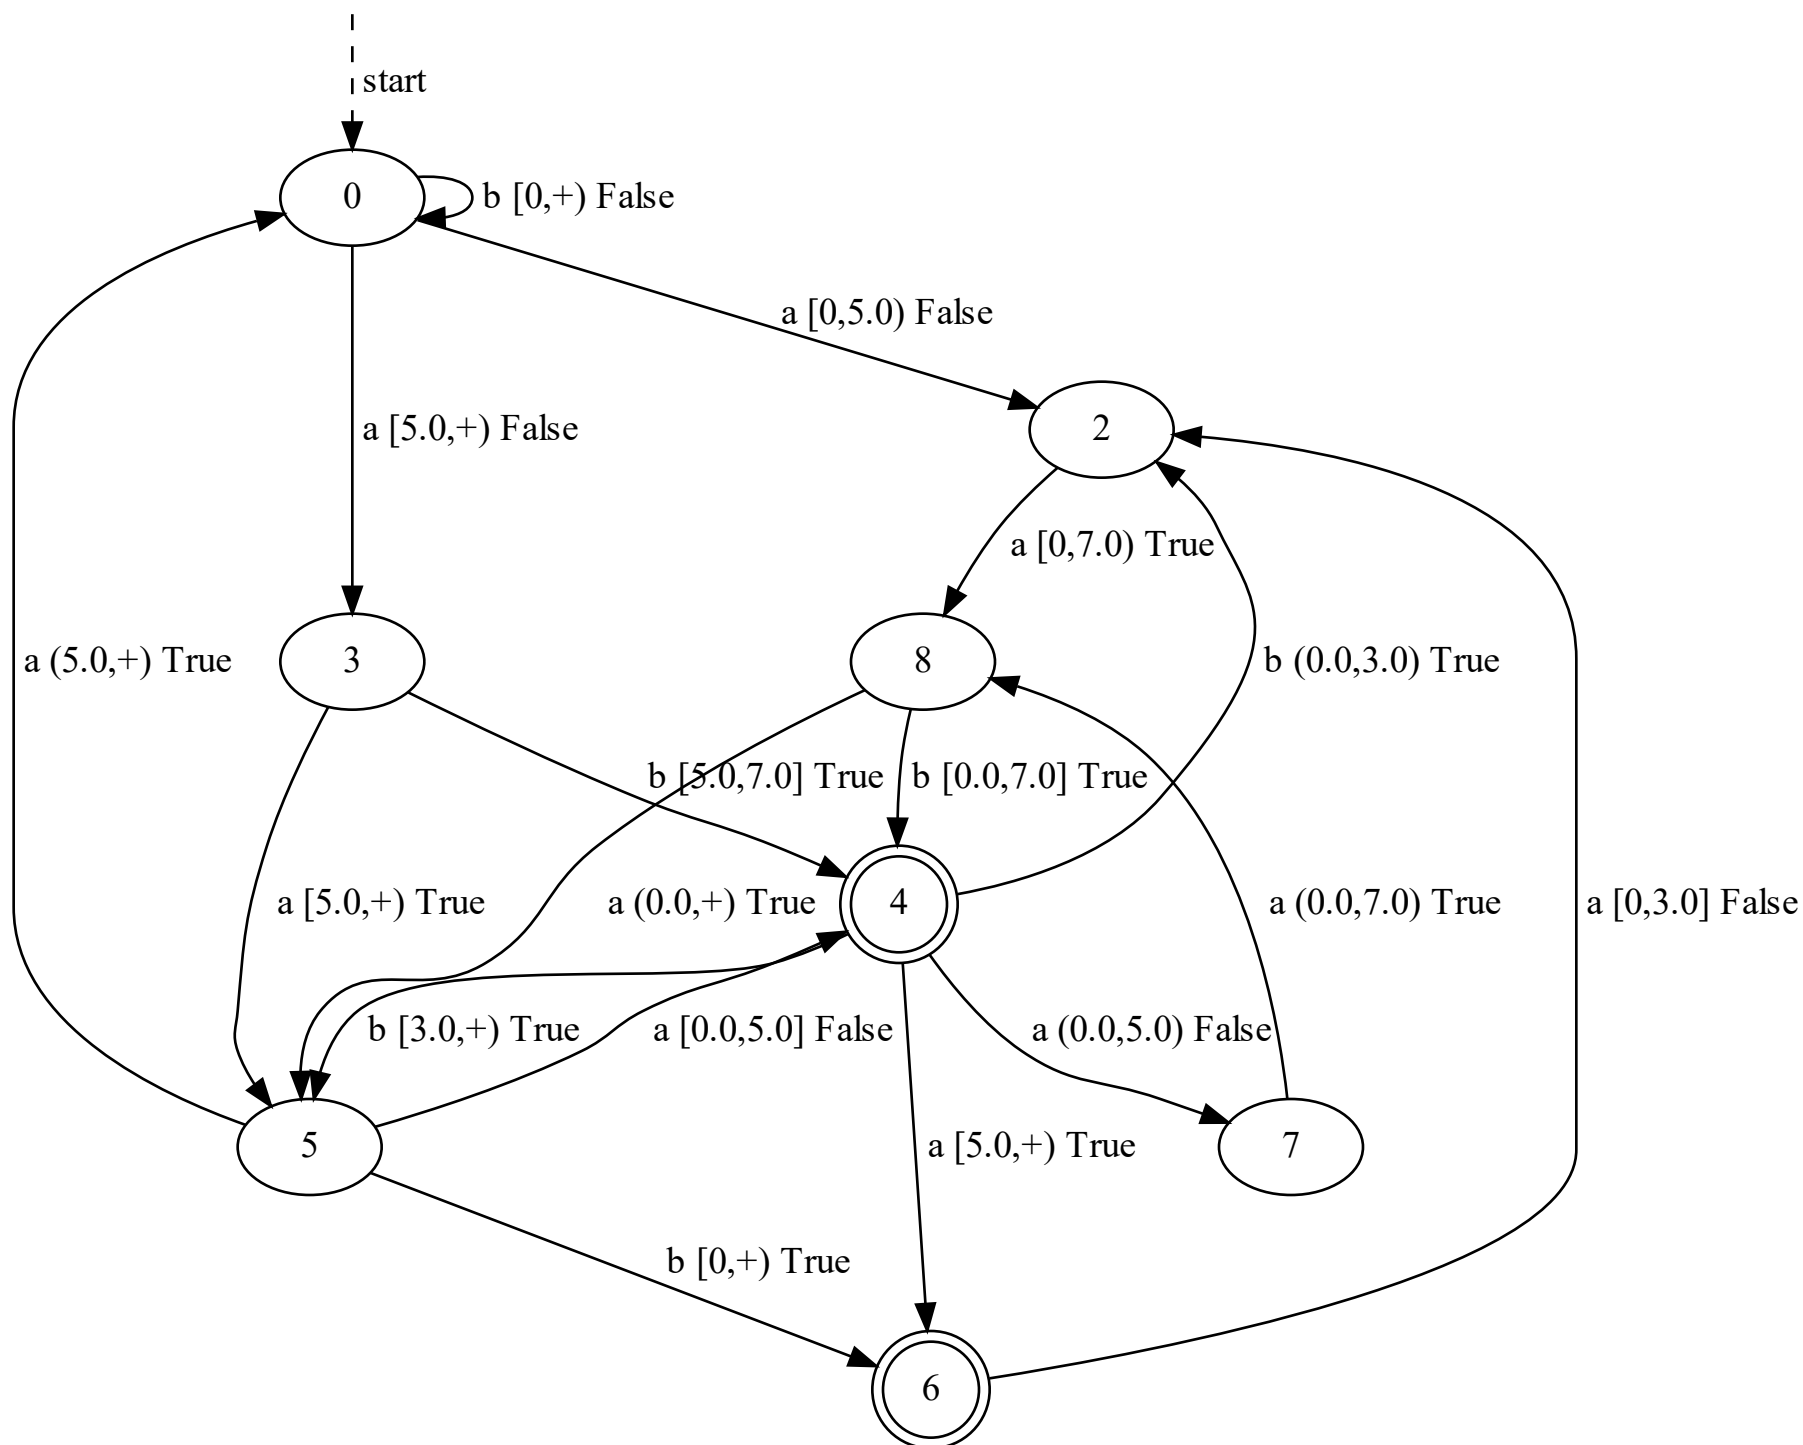 start
0
b [0,+) False
a [0,5.0) False
a [5.0,+) False
2
a [0,7.0) True
a (5.0,+) True
3
8
b (0.0,3.0) True
b [5.0,7.0] True
b [0.0,7.0] True
a [5.0,+) True
a (0.0,+) True
4
a (0.0,7.0) True
a [0,3.0] False
b [3.0,+) True
a [0.0,5.0] False
a (0.0,5.0) False
5
a [5.0,+) True
7
b [0,+) True
6